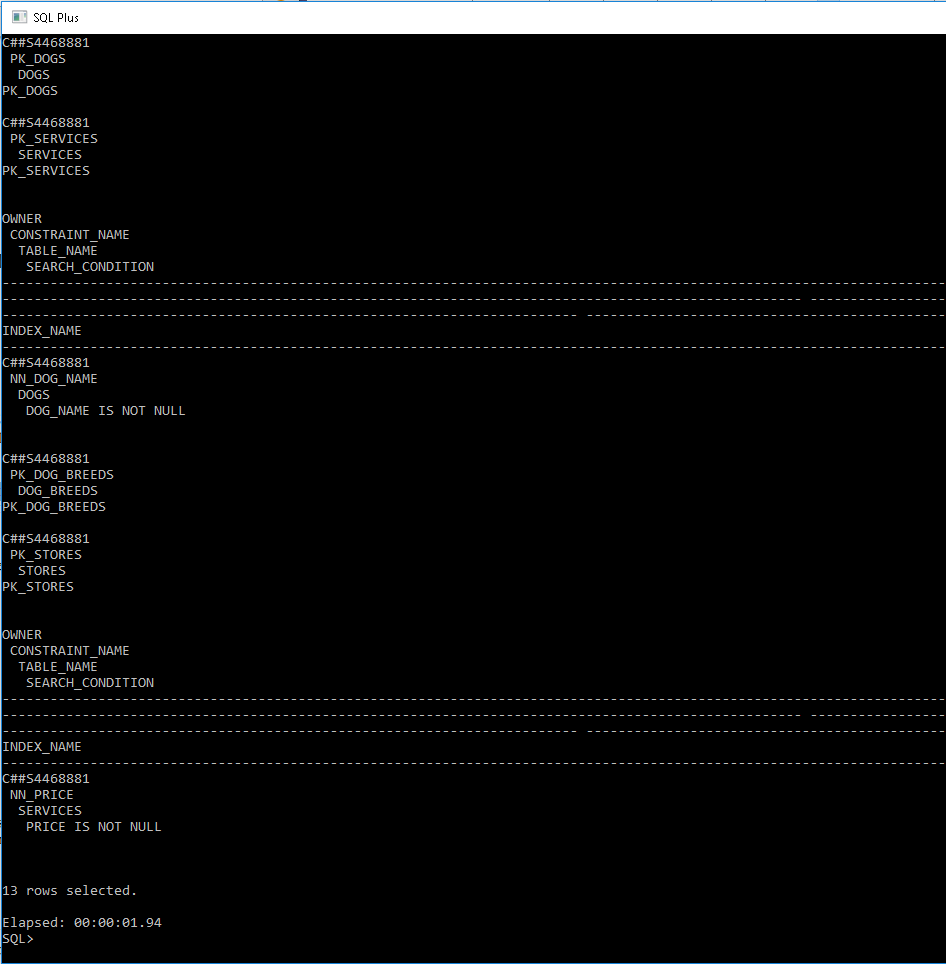 SQL Plus
C##S4468881
PK_DOGS
DOGS
PK_DOGS
C##S4468881
PK_SERVICES
SERVICES
PK_SERVICES
OWNER
CONSTRAINT_NAME
TABLE_NAME
SEARCH_CONDITION
----------------------------------------------------------------------------------------------------------------------
---------------------------------------------------------------------------------------------------- -----------------
------------------------------------------------------------------------ ---------------------------------------------
INDEX_NAME
----------------------------------------------------------------------------------------------------------------------
C##S4468881
NN_DOG_NAME
DOGS
DOG_NAME IS NOT NULL
C##S4468881
PK_DOG_BREEDS
DOG_BREEDS
PK_DOG_BREEDS
C##S4468881
PK_STORES
STORES
PK_STORES
OWNER
CONSTRAINT_NAME
TABLE_NAME
SEARCH_CONDITION
----------------------------------------------------------------------------------------------------------------------
---------------------------------------------------------------------------------------------------- -----------------
------------------------------------------------------------------------ ---------------------------------------------
INDEX_NAME
----------------------------------------------------------------------------------------------------------------------
C##S4468881
NN_PRICE
SERVICES
PRICE IS NOT NULL
13 rows selected.
Elapsed: 00:00:01.94
SQL>